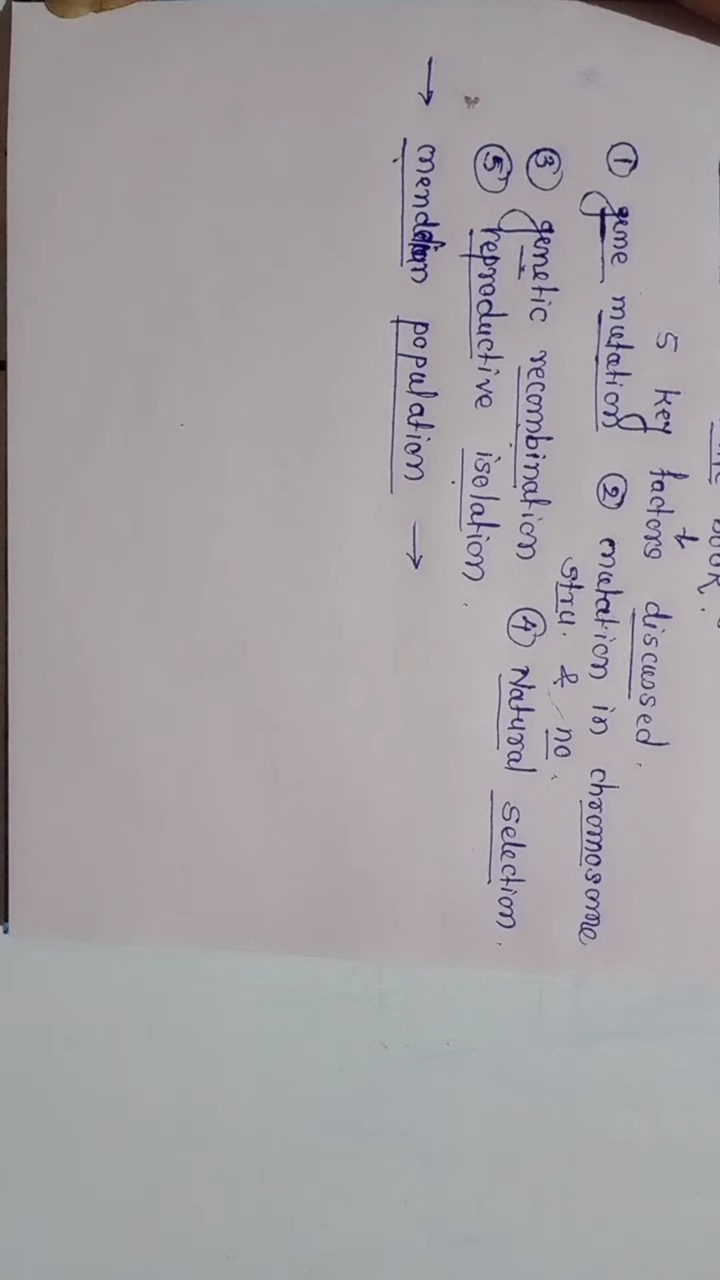 book.
5 key factors discussed.
① gene mutation ② mutation in chromosome
stru. & no.
③ genetic recombination ④ Natural selection.
⑤ reproductive isolation.
→ mendelian population →